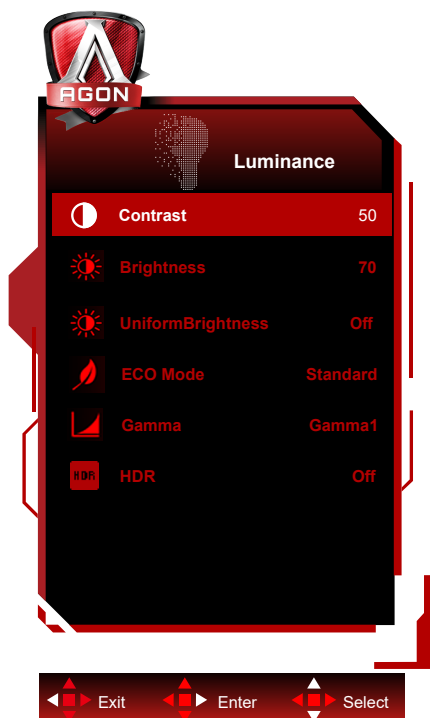 AGON
Luminance
Contrast 50
Brightness 70
UniformBrightness Off
ECO Mode Standard
Gamma Gamma1
HDR HDR Off
Exit Enter Select